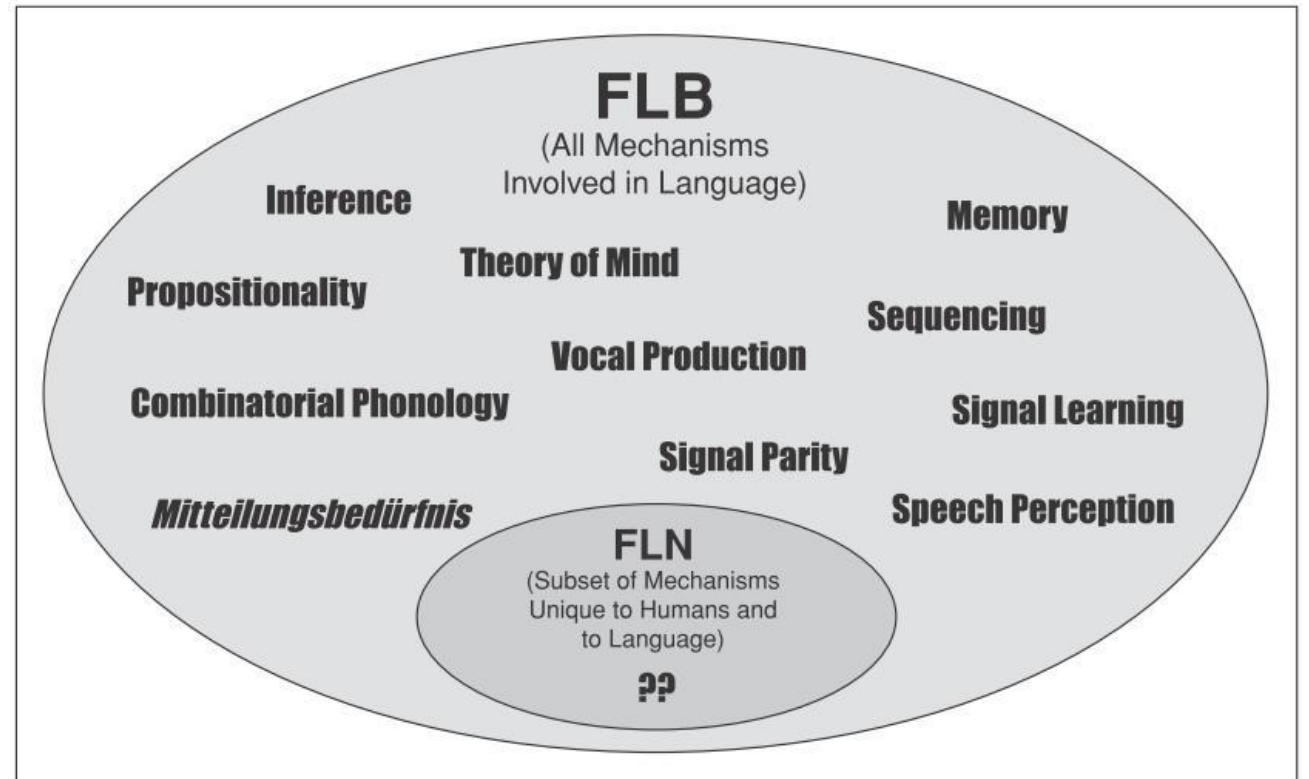 FLB
(All Mechanisms
Involved in Language)
Inference
Memory
Theory of Mind
Propositionality
Sequencing
Vocal Production
Combinatorial Phonology
Signal Learning
Signal Parity
Mitteilungsbedürfnis
Speech Perception
FLN
(Subset of Mechanisms
Unique to Humans and
to Language)
??